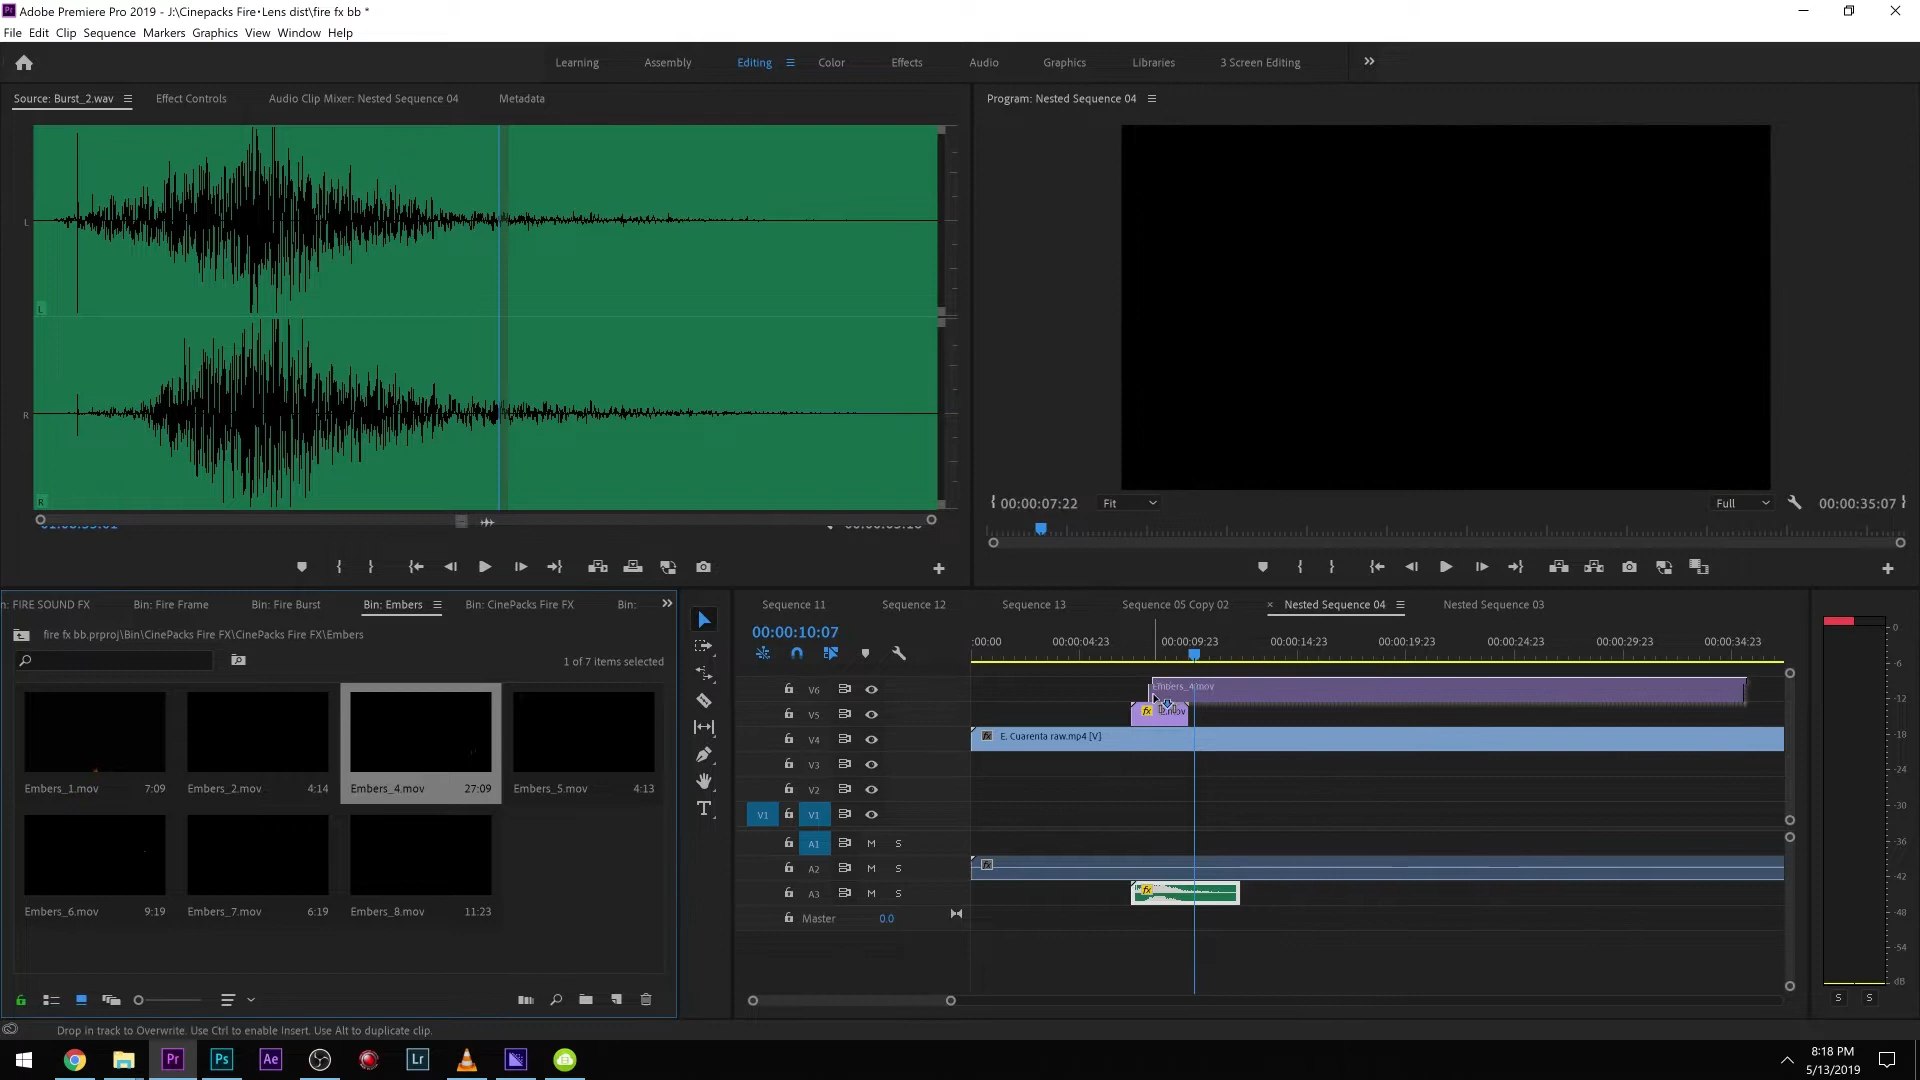 Adobe Premiere Pro 2019 - J:\Cinepacks Fire•Lens dist\fire fx bb *
File Edit Clip Sequence Markers Graphics View Window Help
Learning Assembly Editing Color Effects Audio Graphics Libraries 3 Screen Editing
Source: Burst_2.wav Effect Controls Audio Clip Mixer: Nested Sequence 04 Metadata
Program: Nested Sequence 04
L
L
R
R
00:00:07:22 Fit Full 00:00:35:07
n: FIRE SOUND FX Bin: Fire Frame Bin: Fire Burst Bin: Embers Bin: CinePacks Fire FX Bin:
fire fx bb.prproj\Bin\CinePacks Fire FX\CinePacks Fire FX\Embers
1 of 7 items selected
Embers_1.mov 7:09 Embers_2.mov 4:14 Embers_4.mov 27:09 Embers_5.mov 4:13
Embers_6.mov 9:19 Embers_7.mov 6:19 Embers_8.mov 11:23
Sequence 11 Sequence 12 Sequence 13 Sequence 05 Copy 02 × Nested Sequence 04 Nested Sequence 03
00:00:10:07
:00:00 00:00:04:23 00:00:09:23 00:00:14:23 00:00:19:23 00:00:24:23 00:00:29:23 00:00:34:23
V6 Embers_4.mov
V5 fx 2.mov
V4 fx E. Cuarenta raw.mp4 [V]
V3
V2
V1 V1
A1 M S
A2 M S fx
A3 M S fx
Master 0.0
0
-6
-12
-18
-24
-30
-36
-42
-48
-54
dB
S S
Drop in track to Overwrite. Use Ctrl to enable Insert. Use Alt to duplicate clip.
Pr Ps Ae Lr
8:18 PM
5/13/2019